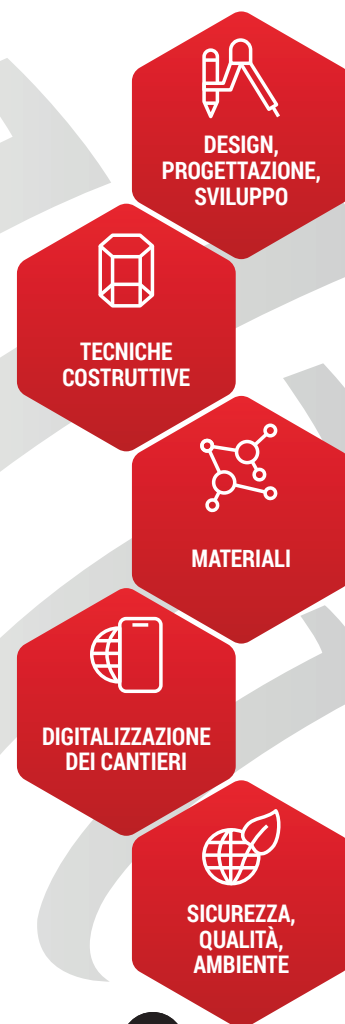 DESIGN,
PROGETTAZIONE,
SVILUPPO
TECNICHE
COSTRUTTIVE
MATERIALI
DIGITALIZZAZIONE
DEI CANTIERI
SICUREZZA,
QUALITÀ,
AMBIENTE